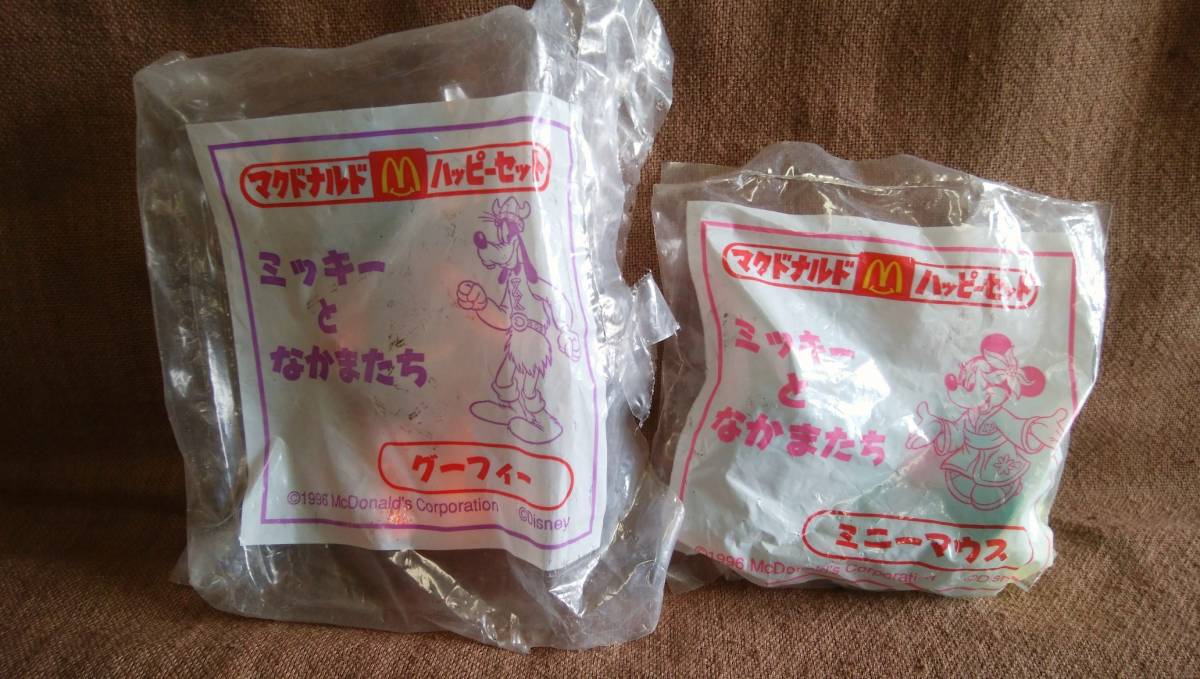 マクドナルド M ハッピーセット
ミッキー
と
なかまたち
グーフィー
©1996 McDonald's Corporation ©Disney
マクドナルド M ハッピーセット
ミッキー
と
なかまたち
ミニーマウス
©1996 McDonald's Corporati